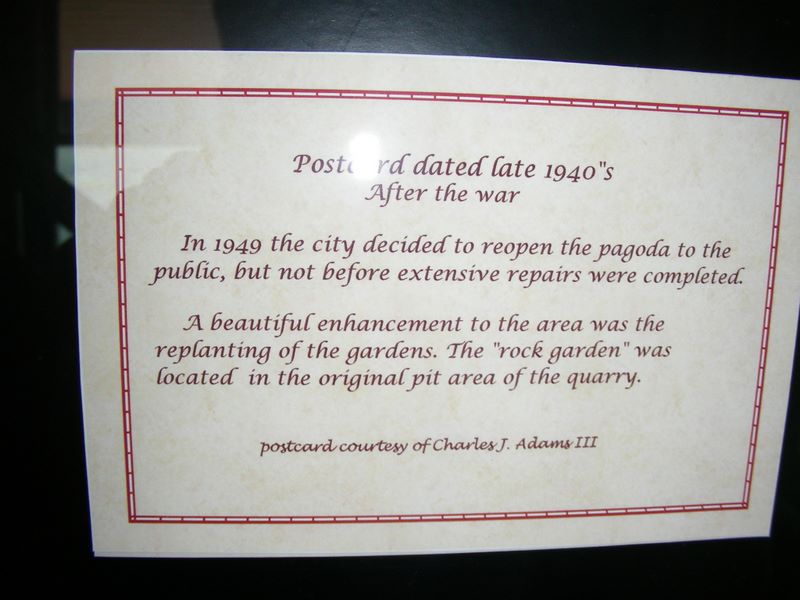 Postcard dated late 1940"s
After the war
In 1949 the city decided to reopen the pagoda to the
public, but not before extensive repairs were completed.
A beautiful enhancement to the area was the
replanting of the gardens. The "rock garden" was
located in the original pit area of the quarry.
postcard courtesy of Charles J. Adams III